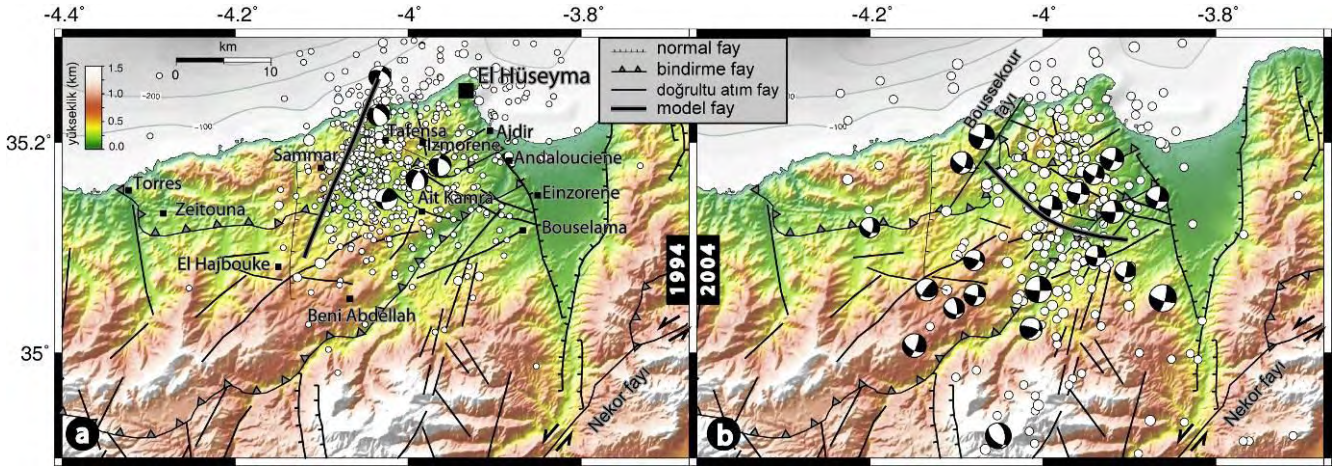 -4.4 -4.2 -4 -3.8 -4.2 -4 -3.8
km
0 10
yükseklik (km)
1.5
1.0
0.5
0.0
-200
-100
El Hüseyma
normal fay
bindirme fay
doğrultu atım fay
model fay
35.2
35
Tafensa
Izmorene
Ajdir
Sammar
Andalouciene
Torres
Einzorene
Zeitouna
Ait Kamra
Bouselama
El Hajbouke
Beni Abdellah
Nekor fayı
a
1994
2004
Boussekour
fayı
-200
-100
Nekor fayı
b